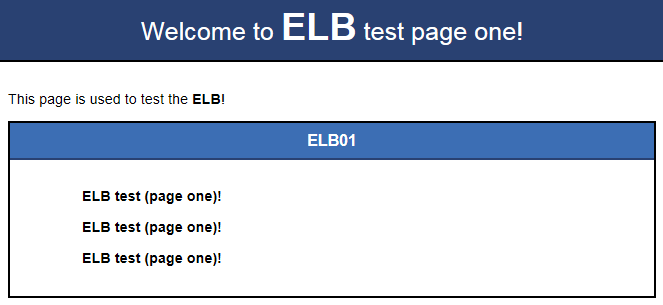 Welcome to ELB test page one!
This page is used to test the ELB!
ELB01
ELB test (page one)!
ELB test (page one)!
ELB test (page one)!